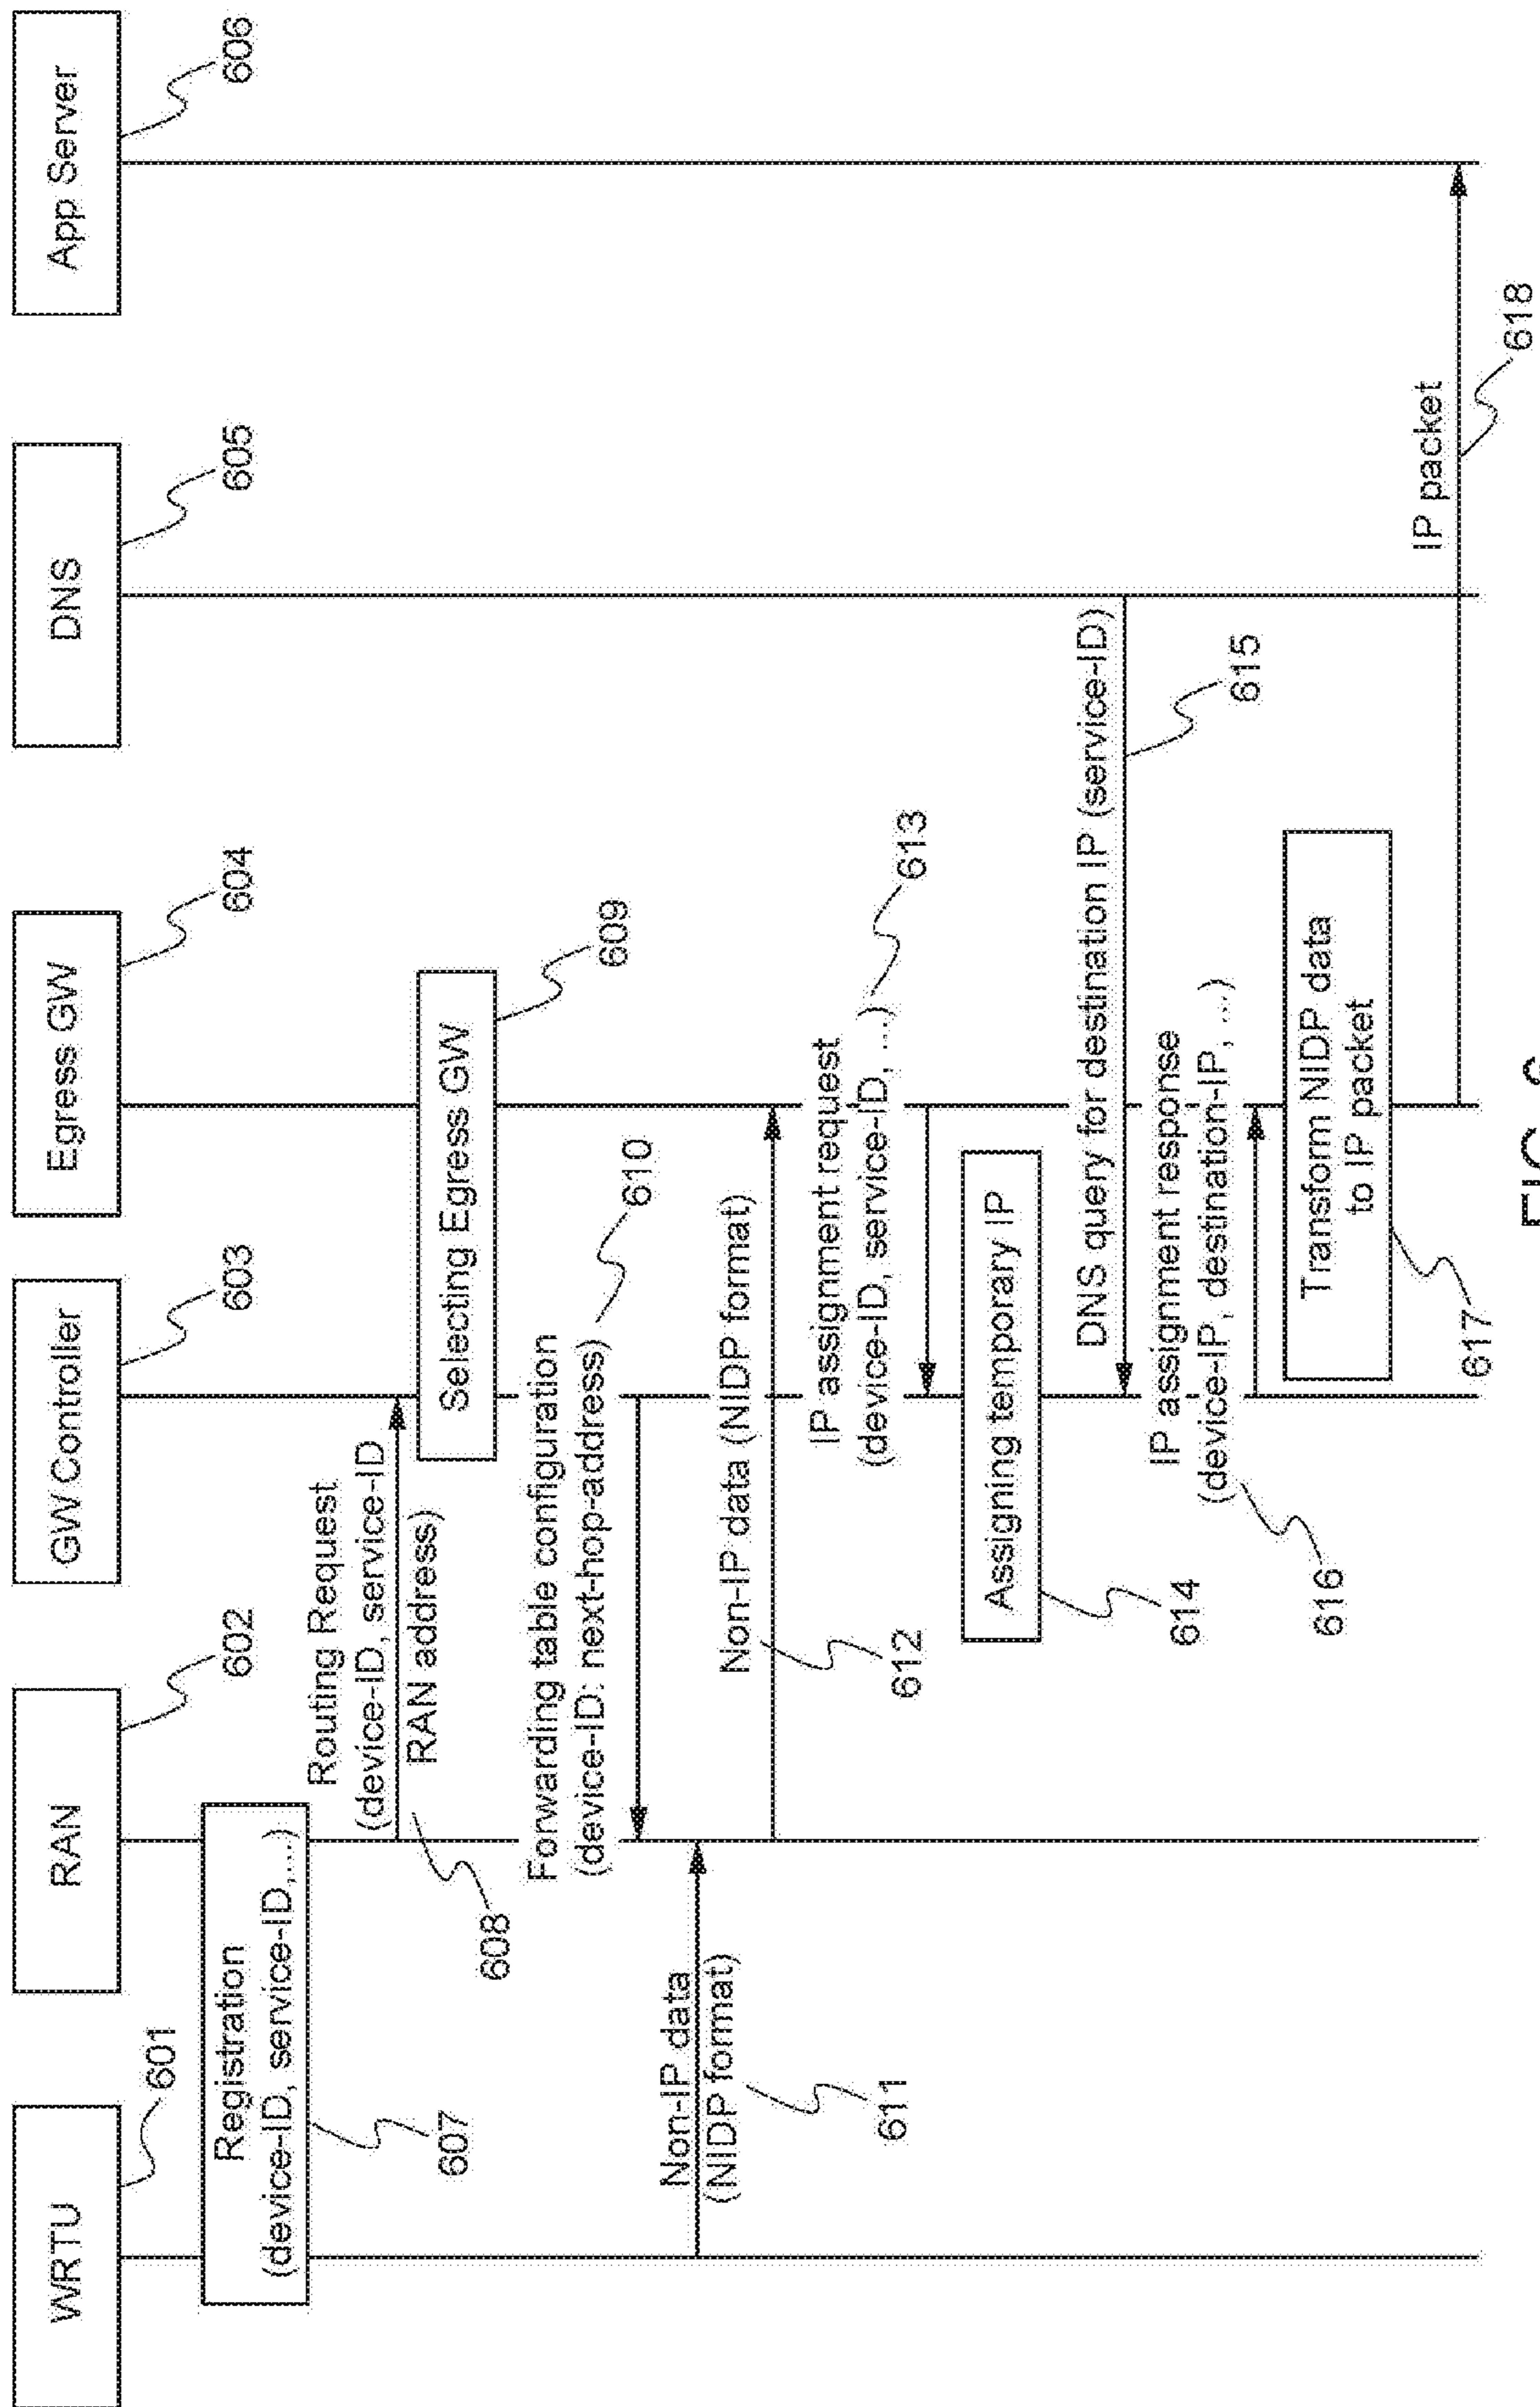 WRTU
601
RAN
602
GW Controller
603
Egress GW
604
DNS
605
App Server
606
Registration
(device-ID, service-ID,...)
607
Routing Request
(device-ID, service-ID
RAN address)
608
Selecting Egress GW
609
Forwarding table configuration
(device-ID: next-hop-address)
610
Non-IP data
(NIDP format)
611
Non-IP data (NIDP format)
612
IP assignment request
(device-ID, service-ID, ...)
613
Assigning temporary IP
614
DNS query for destination IP (service-ID)
615
IP assignment response
(device-IP, destination-IP, ...)
616
Transform NIDP data
to IP packet
617
IP packet
618
FIG. 6